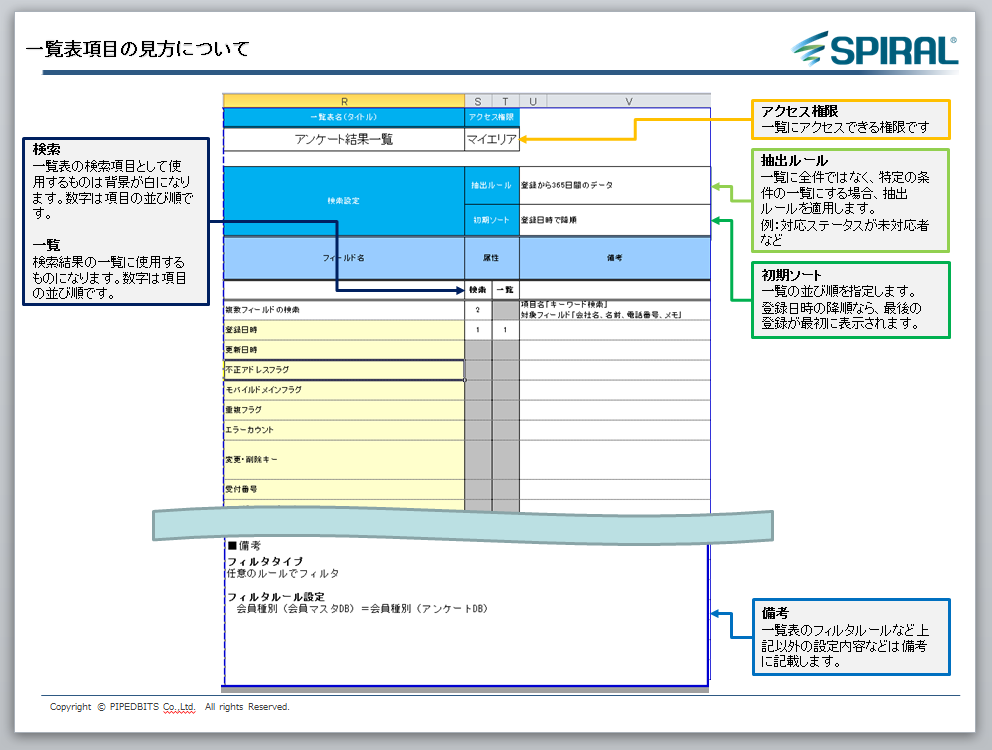 一覧表項目の見方について
SPIRAL®
R S T U V
一覧表名(タイトル) アクセス権限
アンケート結果一覧 マイエリア
検索設定
抽出ルール 登録から365日間のデータ
初期ソート 登録日時で降順
フィールド名 属性 備考
検索 一覧
複数フィールドの検索 2
項目名「キーワード検索」
対象フィールド「会社名、名前、電話番号、メモ」
登録日時 1 1
更新日時
不正アドレスフラグ
モバイルドメインフラグ
重複フラグ
エラーカウント
変更・削除キー
受付番号
■備考
フィルタタイプ
任意のルールでフィルタ
フィルタルール設定
会員種別（会員マスタDB）＝会員種別（アンケートDB）
検索
一覧表の検索項目として使
用するものは背景が白になり
ます。数字は項目の並び順で
す。
一覧
検索結果の一覧に使用する
ものになります。数字は項目
の並び順です。
アクセス権限
一覧にアクセスできる権限です
抽出ルール
一覧に全件ではなく、特定の条
件の一覧にする場合、抽出
ルールを適用します。
例：対応ステータスが未対応者
など
初期ソート
一覧の並び順を指定します。
登録日時の降順なら、最後の
登録が最初に表示されます。
備考
一覧表のフィルタルールなど上
記以外の設定内容などは備考
に記載します。
Copyright © PIPEDBITS Co.,Ltd. All rights Reserved.